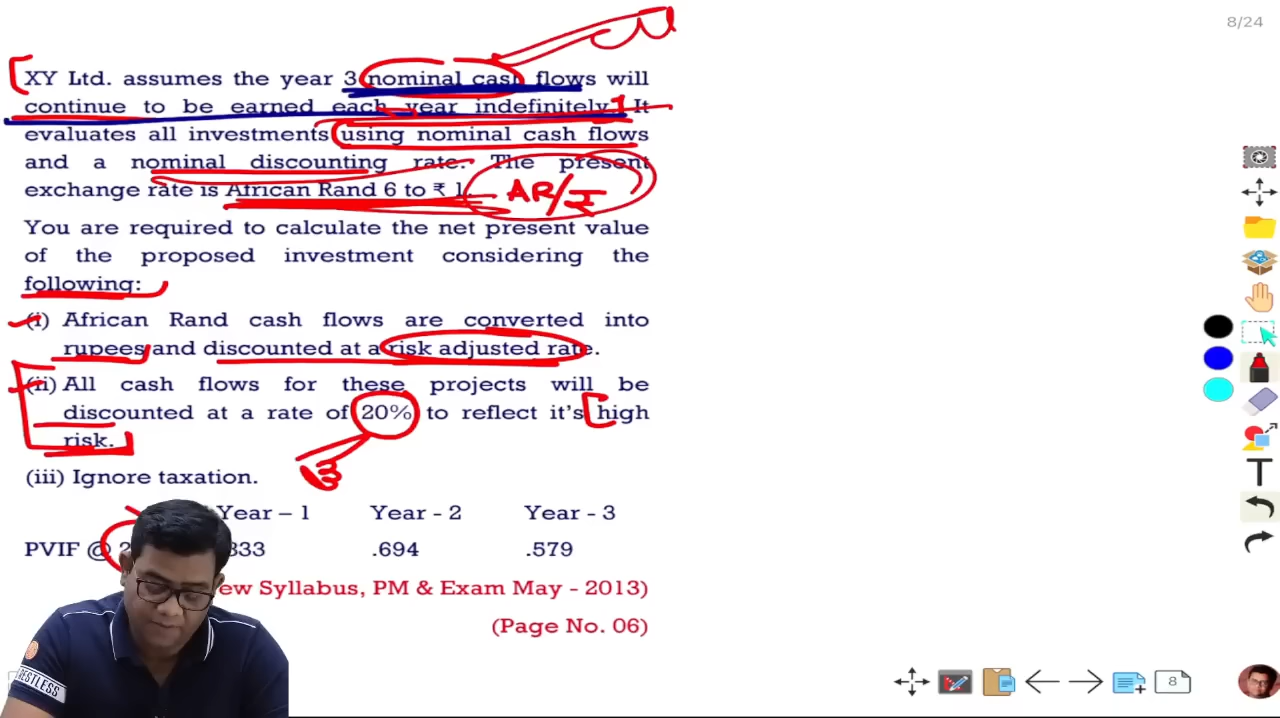 8/24
XY Ltd. assumes the year 3 nominal cash flows will
continue to be earned each year indefinitely. It
evaluates all investments using nominal cash flows
and a nominal discounting rate. The present
exchange rate is African Rand 6 to ₹ 1.
AR/₹
You are required to calculate the net present value
of the proposed investment considering the
following:
(i) African Rand cash flows are converted into
rupees and discounted at a risk adjusted rate.
(ii) All cash flows for these projects will be
discounted at a rate of 20% to reflect it's high
risk.
(iii) Ignore taxation.
Year – 1 Year - 2 Year - 3
PVIF @ .694 .579
Syllabus, PM & Exam May - 2013)
(Page No. 06)
RESTLESS
8